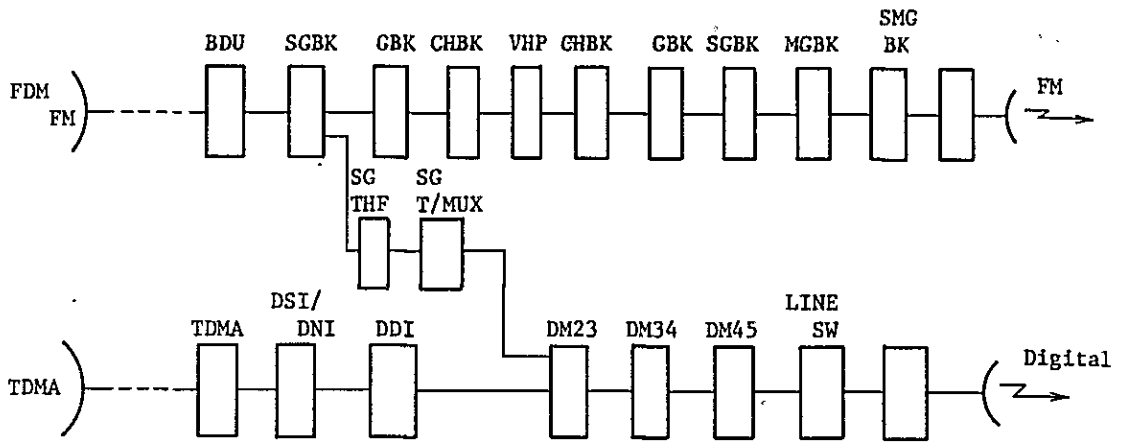 SMG
BDU SGBK GBK CHBK VHP CHBK GBK SGBK MGBK BK
FDM
FM
FM
SG SG
THF T/MUX
DSI/ LINE
TDMA DNI DDI DM23 DM34 DM45 SW
Digital
TDMA